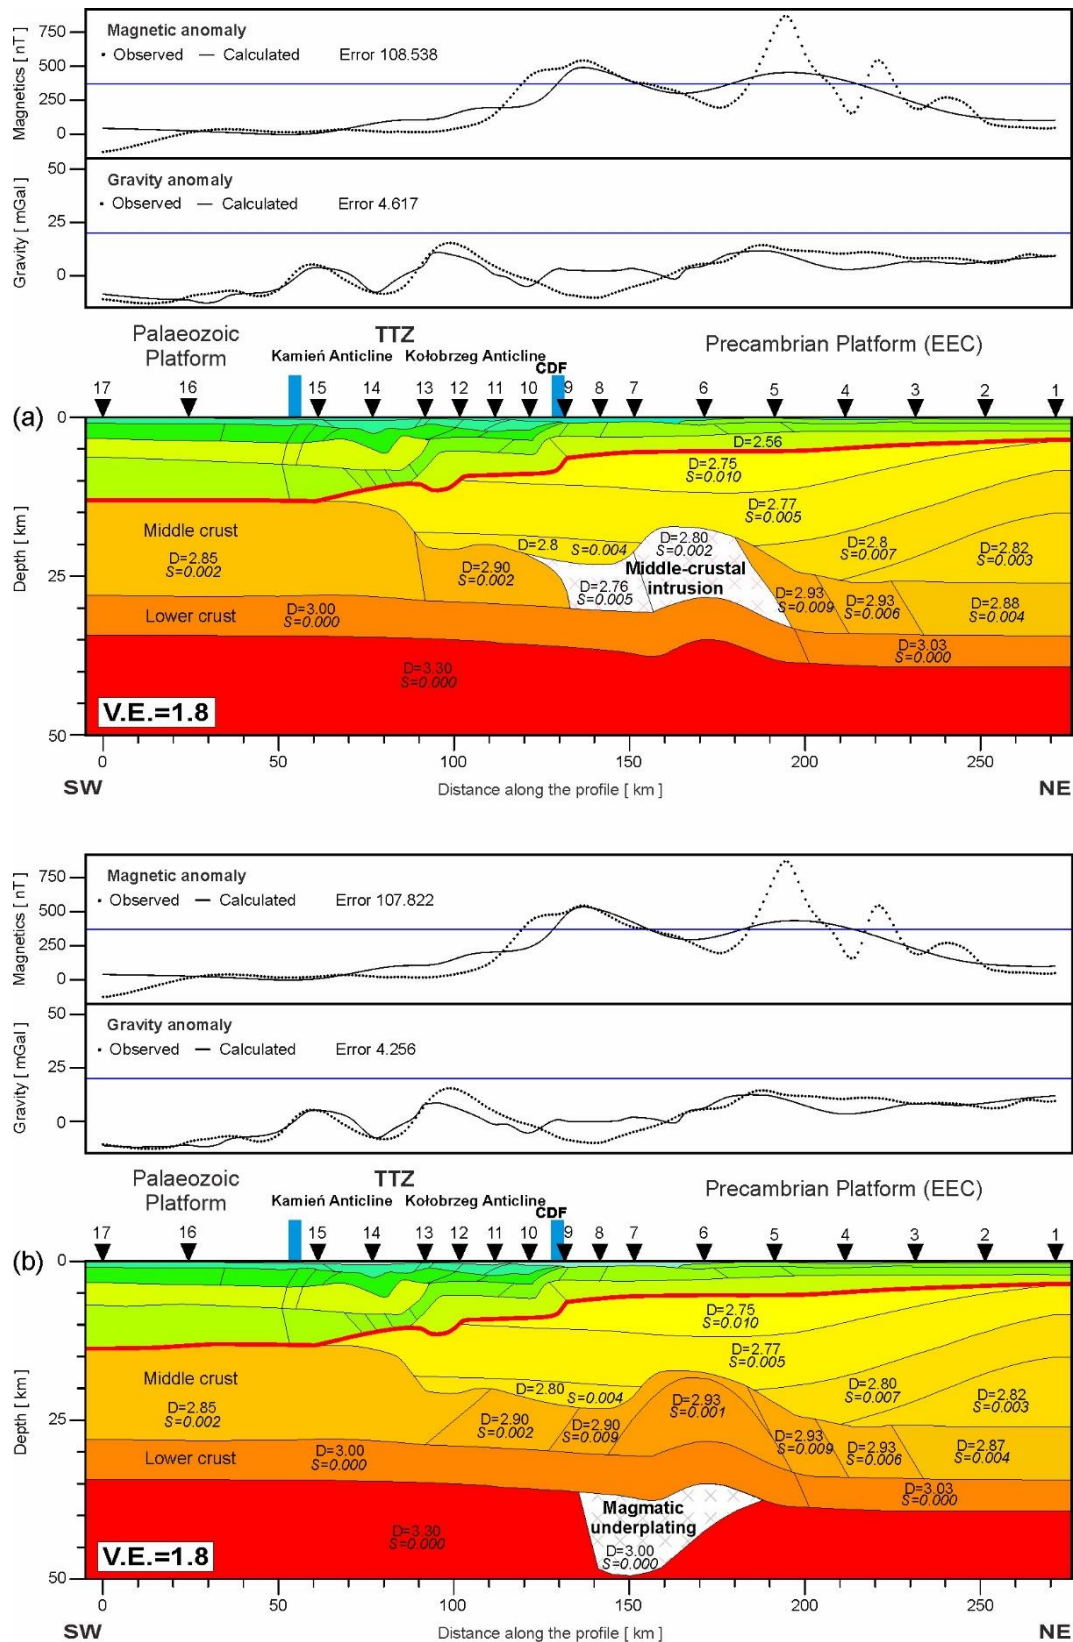 Magnetics [ nT ]
750
500
250
0
Magnetic anomaly
Observed — Calculated Error 108.538
Gravity [ mGal ]
50
25
0
Gravity anomaly
Observed — Calculated Error 4.617
Palaeozoic
Platform
TTZ
Precambrian Platform (EEC)
Kamień Anticline Kołobrzeg Anticline
CDF
17 16 15 14 13 12 11 10 9 8 7 6 5 4 3 2 1
(a)
Depth [ km ]
0
25
50
D=2.56
D=2.75
S=0.010
D=2.77
S=0.005
Middle crust
D=2.85
S=0.002
D=2.90
S=0.002
D=2.8 S=0.004
D=2.76
S=0.005
D=2.80
S=0.002
Middle-crustal
intrusion
D=2.93
S=0.009
D=2.8
S=0.007
D=2.93
S=0.006
D=2.82
S=0.003
D=2.88
S=0.004
Lower crust
D=3.00
S=0.000
D=3.03
S=0.000
D=3.30
S=0.000
V.E.=1.8
0 50 100 150 200 250
SW Distance along the profile [ km ] NE
Magnetics [ nT ]
750
500
250
0
Magnetic anomaly
Observed — Calculated Error 107.822
Gravity [ mGal ]
50
25
0
Gravity anomaly
Observed — Calculated Error 4.256
Palaeozoic
Platform
TTZ
Precambrian Platform (EEC)
Kamień Anticline Kołobrzeg Anticline
CDF
17 16 15 14 13 12 11 10 9 8 7 6 5 4 3 2 1
(b)
Depth [ km ]
0
25
50
D=2.75
S=0.010
D=2.77
S=0.005
Middle crust
D=2.85
S=0.002
D=2.80 S=0.004
D=2.90
S=0.002
D=2.90
S=0.009
D=2.93
S=0.001
D=2.93
S=0.009
D=2.80
S=0.007
D=2.93
S=0.006
D=2.82
S=0.003
D=2.87
S=0.004
Lower crust
D=3.00
S=0.000
D=3.03
S=0.000
D=3.30
S=0.000
Magmatic
underplating
D=3.00
S=0.000
V.E.=1.8
0 50 100 150 200 250
SW Distance along the profile [ km ] NE